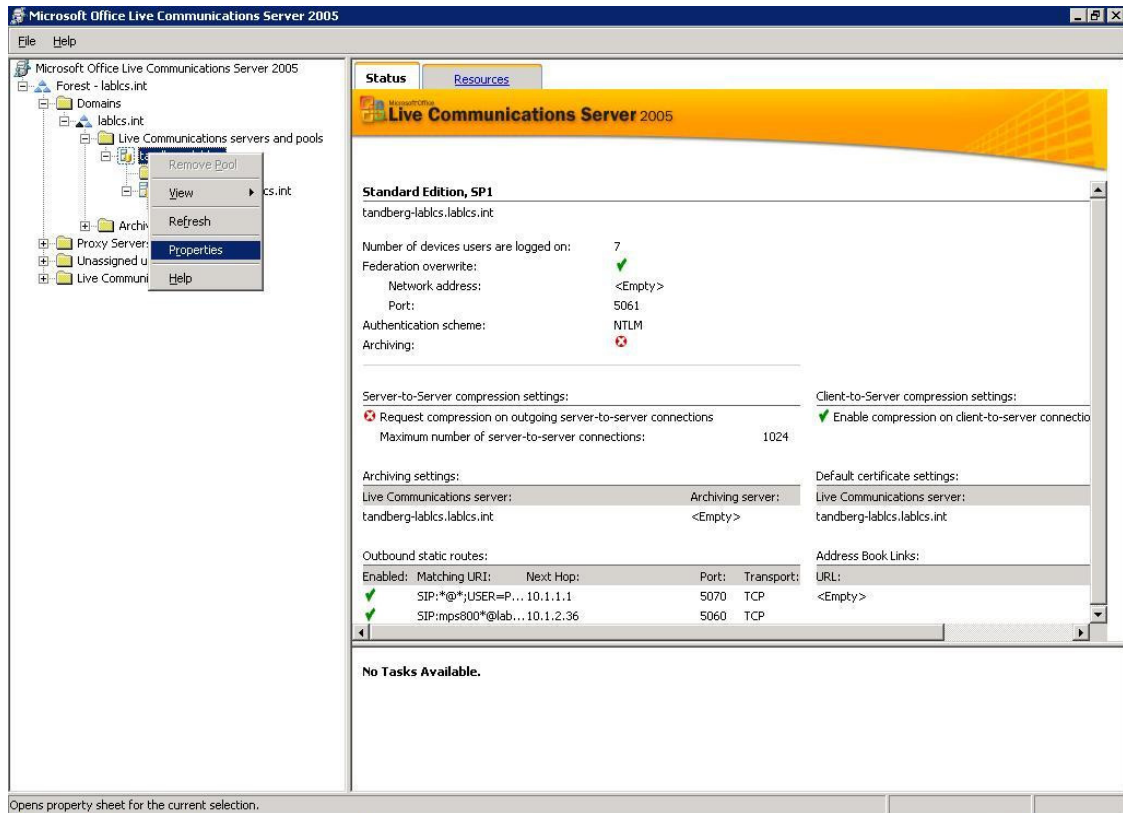 Microsoft Office Live Communications Server 2005
File Help
Microsoft Office Live Communications Server 2005
Forest - lablcs.int
Domains
lablcs.int
Live Communications servers and pools
cs.int
Archiv
Proxy Server
Unassigned u
Live Communi
Remove Pool
View
Refresh
Properties
Help
Status Resources
Microsoft Office
Live Communications Server 2005
Standard Edition, SP1
tandberg-lablcs.lablcs.int
Number of devices users are logged on: 7
Federation overwrite:
Network address: <Empty>
Port: 5061
Authentication scheme: NTLM
Archiving:
Server-to-Server compression settings: Client-to-Server compression settings:
Request compression on outgoing server-to-server connections Enable compression on client-to-server connectio
Maximum number of server-to-server connections: 1024
Archiving settings: Default certificate settings:
Live Communications server: Archiving server: Live Communications server:
tandberg-lablcs.lablcs.int <Empty> tandberg-lablcs.lablcs.int
Outbound static routes: Address Book Links:
Enabled: Matching URI: Next Hop: Port: Transport: URL:
SIP:*@*;USER=P... 10.1.1.1 5070 TCP <Empty>
SIP:mps800*@lab... 10.1.2.36 5060 TCP
No Tasks Available.
Opens property sheet for the current selection.